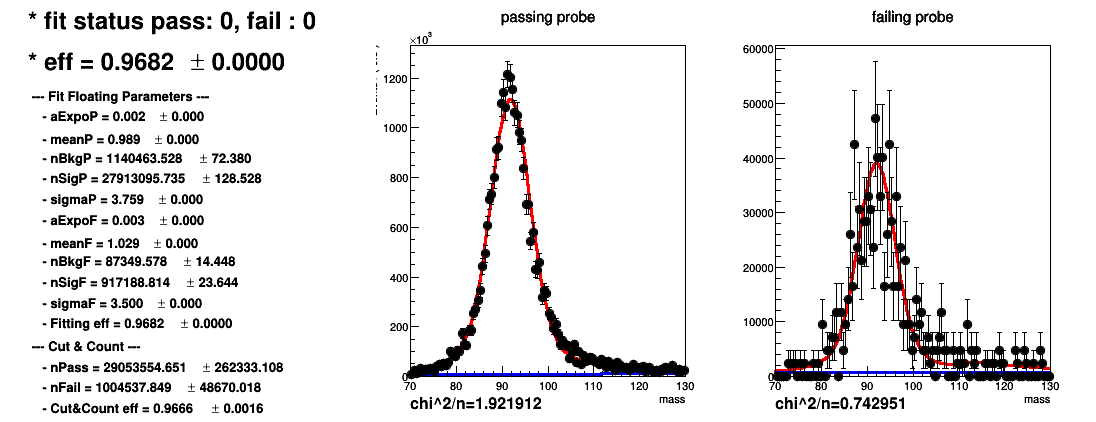 * fit status pass: 0, fail : 0
* eff = 0.9682 ± 0.0000
--- Fit Floating Parameters ---
- aExpoP = 0.002 ± 0.000
- meanP = 0.989 ± 0.000
- nBkgP = 1140463.528 ± 72.380
- nSigP = 27913095.735 ± 128.528
- sigmaP = 3.759 ± 0.000
- aExpoF = 0.003 ± 0.000
- meanF = 1.029 ± 0.000
- nBkgF = 87349.578 ± 14.448
- nSigF = 917188.814 ± 23.644
- sigmaF = 3.500 ± 0.000
- Fitting eff = 0.9682 ± 0.0000
--- Cut & Count ---
- nPass = 29053554.651 ± 262333.108
- nFail = 1004537.849 ± 48670.018
- Cut&Count eff = 0.9666 ± 0.0016
passing probe
×10³
1200
1000
800
600
400
200
0
70 80 90 100 110 120 130
mass
chi^2/n=1.921912
failing probe
60000
50000
40000
30000
20000
10000
0
70 80 90 100 110 120 130
mass
chi^2/n=0.742951